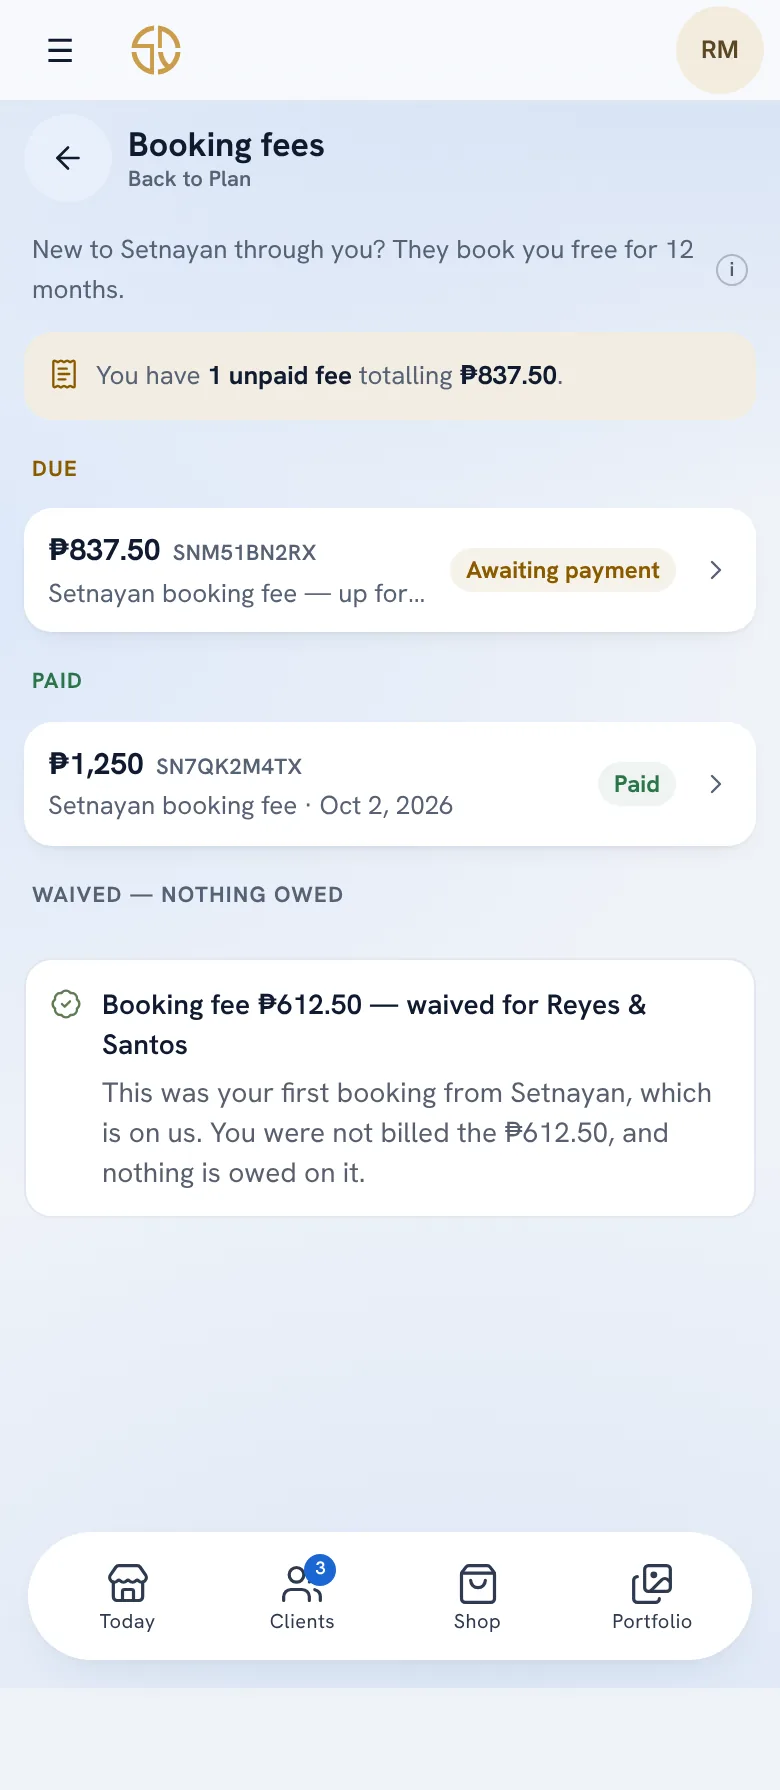 RM
Booking fees
Back to Plan
New to Setnayan through you? They book you free for 12
months.
i
You have 1 unpaid fee totalling ₱837.50.
DUE
₱837.50 SNM51BN2RX
Setnayan booking fee — up for...
Awaiting payment
PAID
₱1,250 SN7QK2M4TX
Setnayan booking fee · Oct 2, 2026
Paid
WAIVED — NOTHING OWED
Booking fee ₱612.50 — waived for Reyes &
Santos
This was your first booking from Setnayan, which
is on us. You were not billed the ₱612.50, and
nothing is owed on it.
3
Today
Clients
Shop
Portfolio